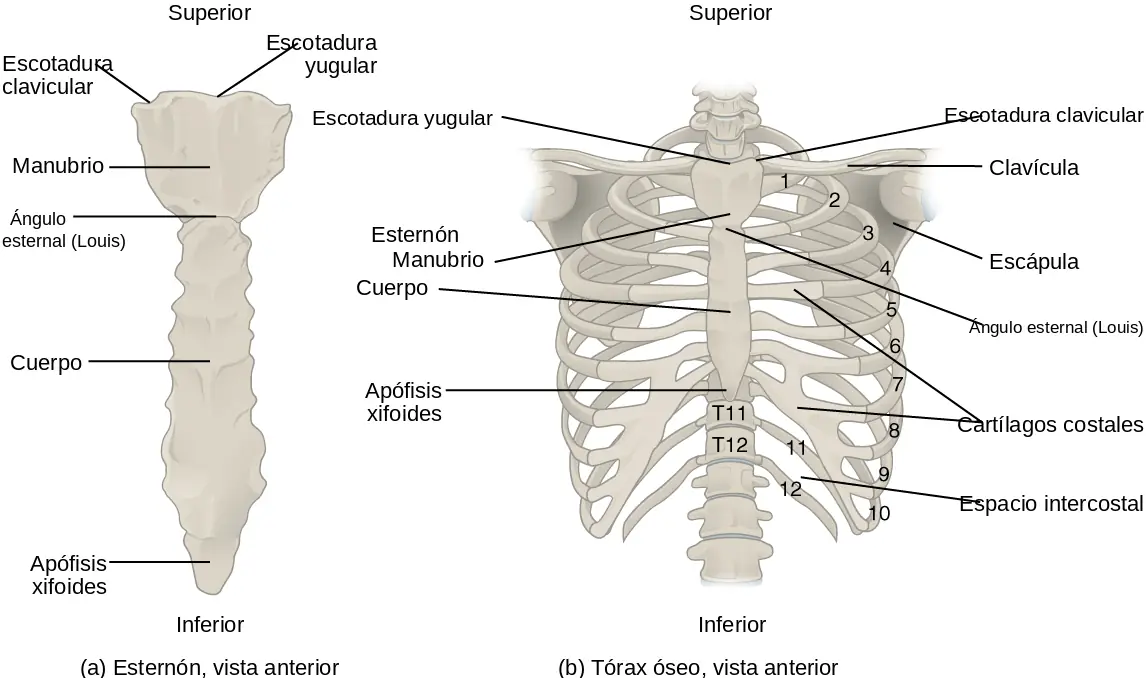 Superior
Escotadura
yugular
Escotadura
clavicular
Manubrio
Ángulo
esternal (Louis)
Cuerpo
Apófisis
xifoides
Inferior
(a) Esternón, vista anterior
Superior
Escotadura yugular
Escotadura clavicular
Clavícula
Esternón
Manubrio
Escápula
Cuerpo
Ángulo esternal (Louis)
Apófisis
xifoides
Cartílagos costales
Espacio intercostal
1
2
3
4
5
6
7
8
9
10
11
12
T11
T12
Inferior
(b) Tórax óseo, vista anterior